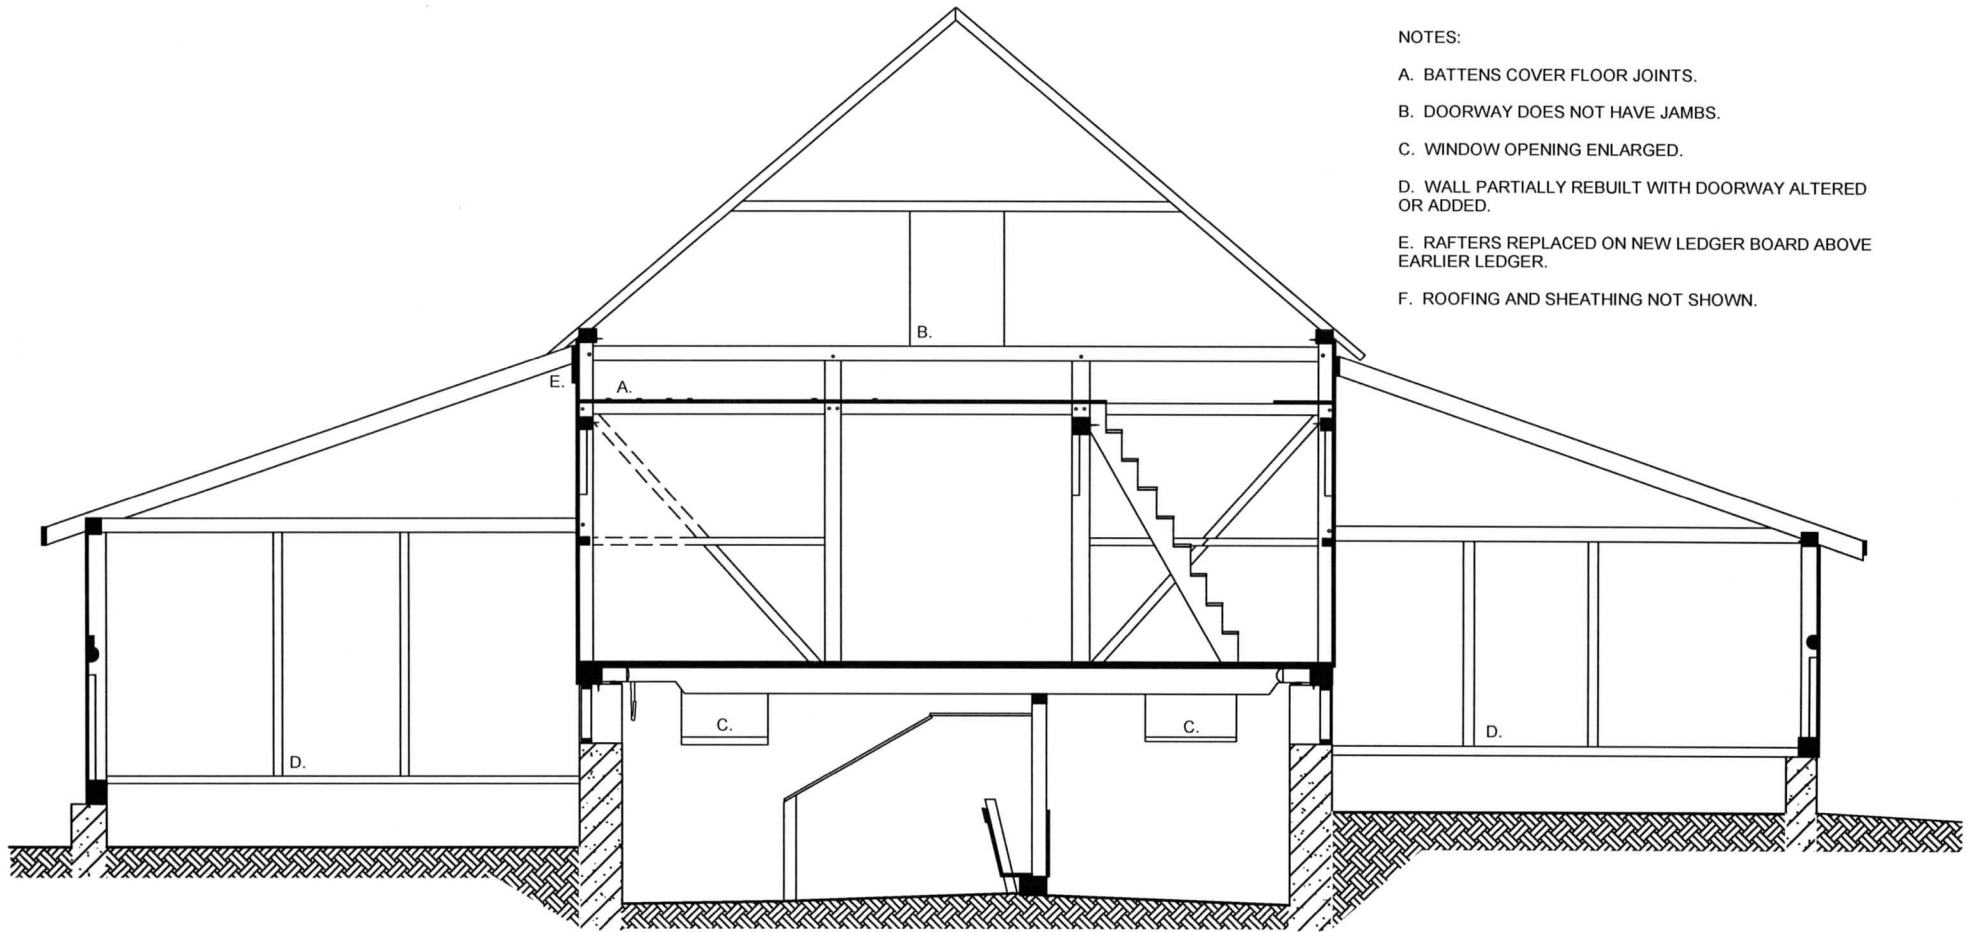 NOTES:
A. BATTENS COVER FLOOR JOINTS.
B. DOORWAY DOES NOT HAVE JAMBS.
C. WINDOW OPENING ENLARGED.
D. WALL PARTIALLY REBUILT WITH DOORWAY ALTERED
OR ADDED.
E. RAFTERS REPLACED ON NEW LEDGER BOARD ABOVE
EARLIER LEDGER.
F. ROOFING AND SHEATHING NOT SHOWN.
B.
E.
A.
C.
C.
D.
D.